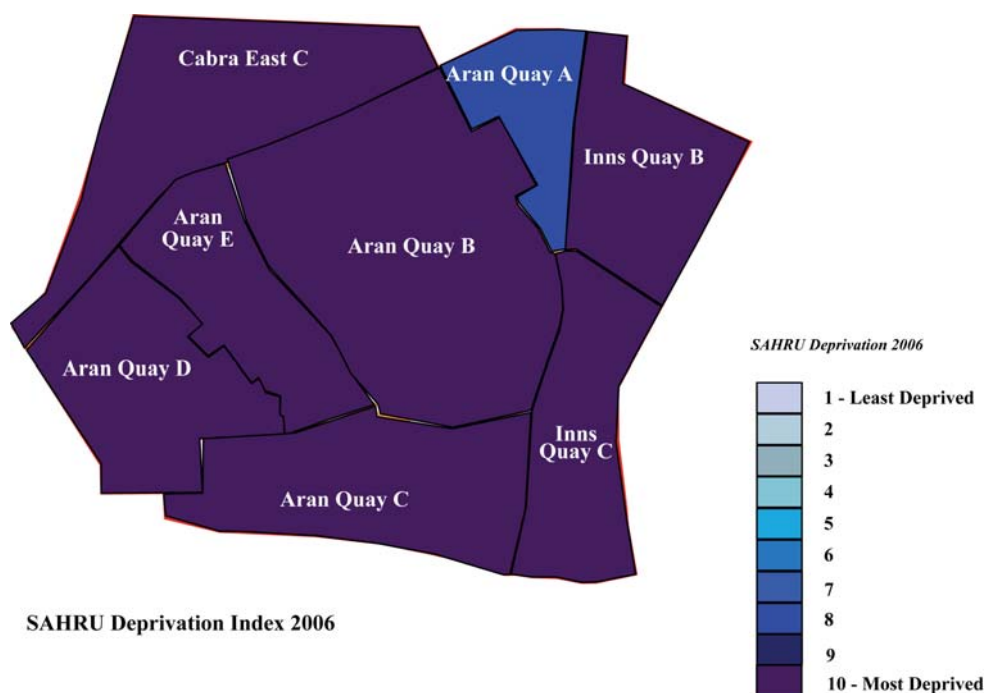 Cabra East C
Aran Quay A
Inns Quay B
Aran
Quay E
Aran Quay B
Aran Quay D
Inns
Quay C
Aran Quay C
SAHRU Deprivation 2006
1 - Least Deprived
2
3
4
5
6
7
8
9
10 - Most Deprived
SAHRU Deprivation Index 2006